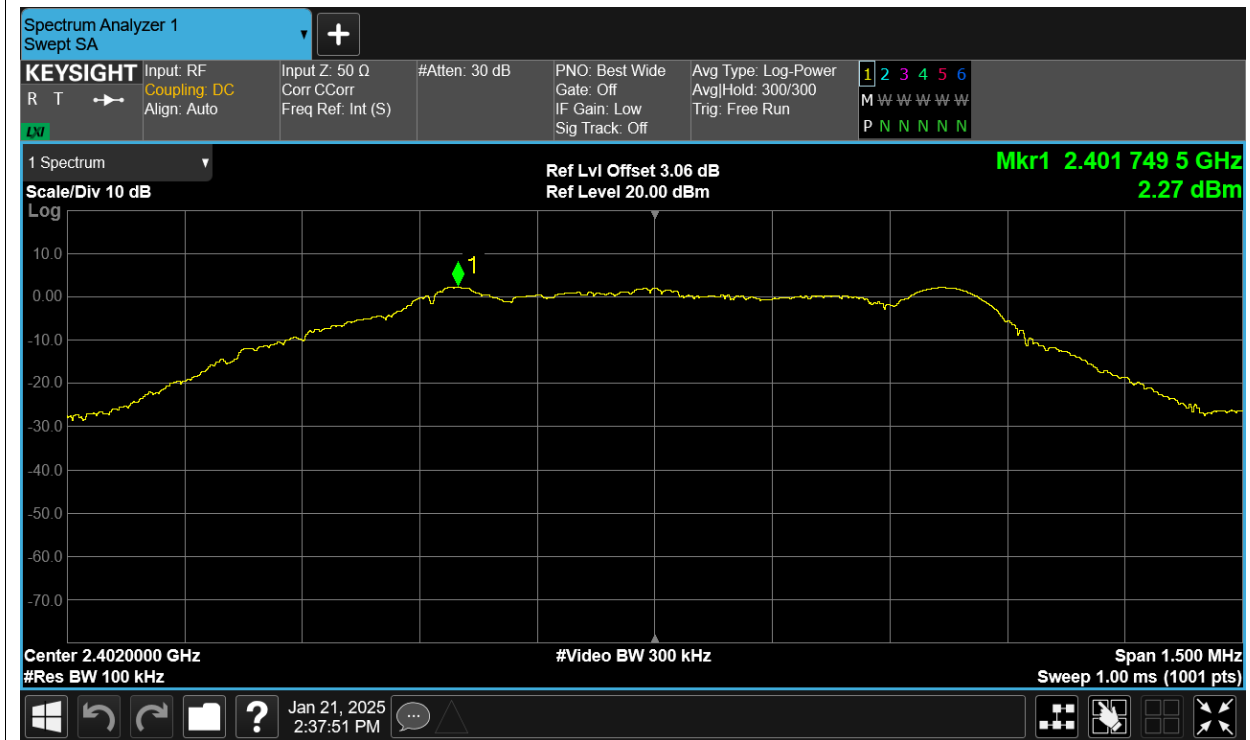 Spectrum Analyzer 1
Swept SA
KEYSIGHT
R T
LXI
Input: RF
Coupling: DC
Align: Auto
Input Z: 50 Ω
Corr CCorr
Freq Ref: Int (S)
#Atten: 30 dB
PNO: Best Wide
Gate: Off
IF Gain: Low
Sig Track: Off
Avg Type: Log-Power
Avg|Hold: 300/300
Trig: Free Run
1 2 3 4 5 6
M W W W W W
P N N N N N
1 Spectrum
Scale/Div 10 dB
Log
Ref Lvl Offset 3.06 dB
Ref Level 20.00 dBm
Mkr1 2.401 749 5 GHz
2.27 dBm
1
10.0
0.00
-10.0
-20.0
-30.0
-40.0
-50.0
-60.0
-70.0
Center 2.4020000 GHz
#Res BW 100 kHz
#Video BW 300 kHz
Span 1.500 MHz
Sweep 1.00 ms (1001 pts)
?
Jan 21, 2025
2:37:51 PM